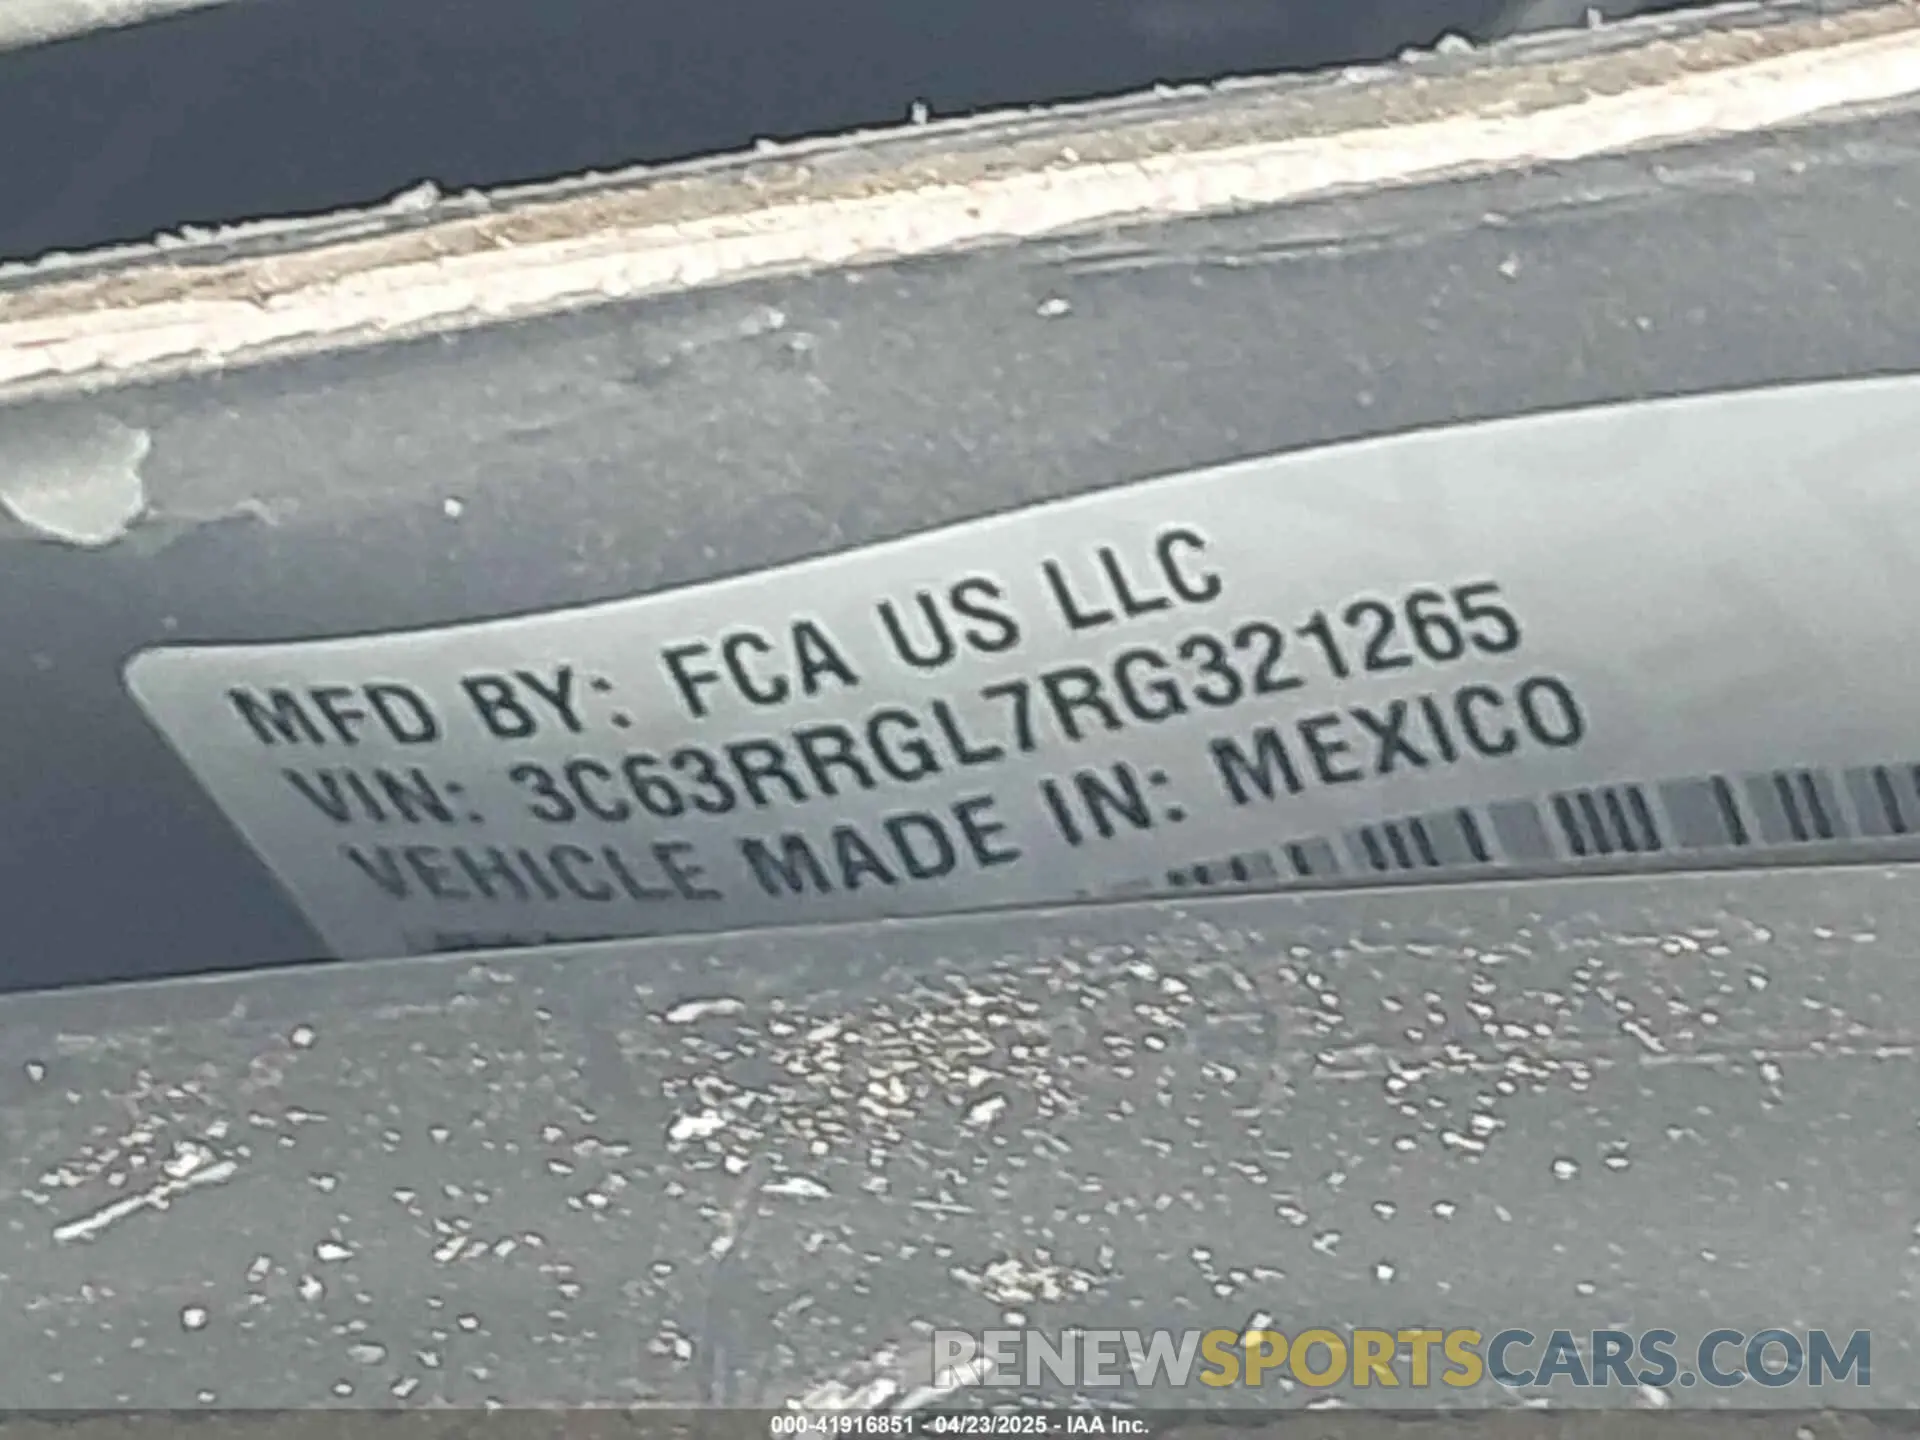 MFD BY: FCA US LLC
VIN: 3C63RRGL7RG321265
VEHICLE MADE IN: MEXICO
RENEWSPORTSCARS.COM
000-41916851 - 04/23/2025 - IAA Inc.